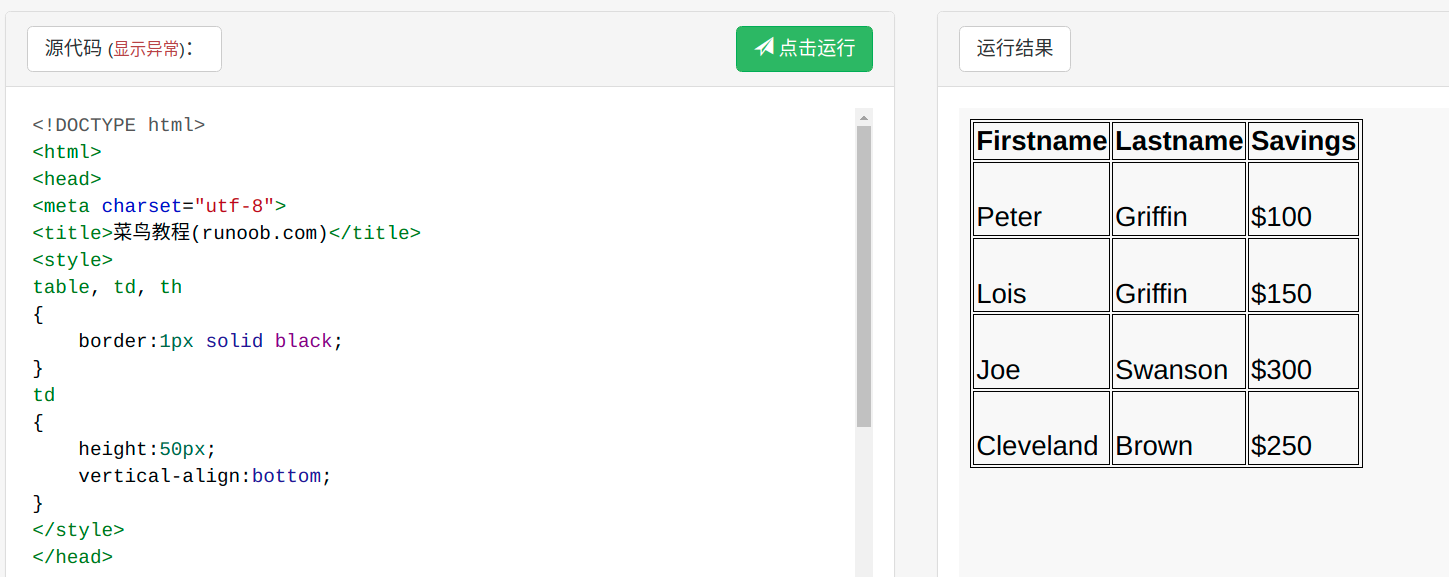 源代码 (显示异常)：
点击运行
<!DOCTYPE html>
<html>
<head>
<meta charset="utf-8">
<title>菜鸟教程(runoob.com)</title>
<style>
table, td, th
{
    border:1px solid black;
}
td
{
    height:50px;
    vertical-align:bottom;
}
</style>
</head>
运行结果
Firstname Lastname Savings
Peter Griffin $100
Lois Griffin $150
Joe Swanson $300
Cleveland Brown $250